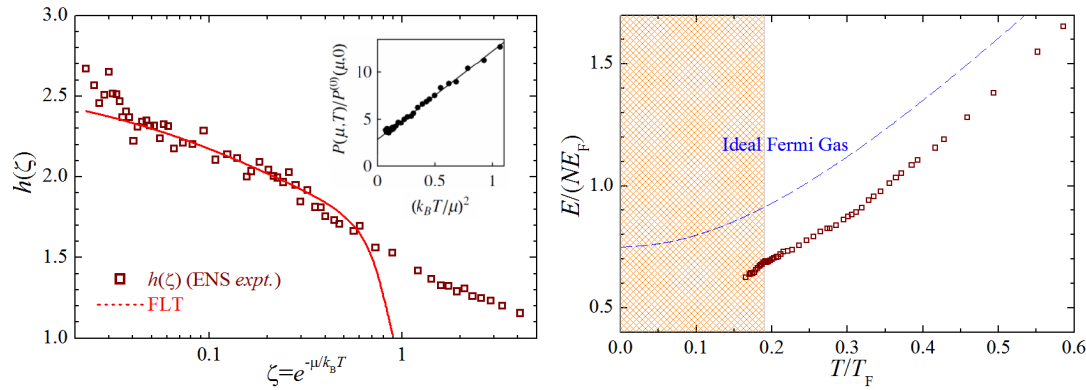 3.0
2.5
2.0
1.5
1.0
h(ζ)
0.1
1
ζ=e^{-μ/k_BT}
h(ζ) (ENS expt.)
FLT
P(μ,T)/P^{(0)}(μ,0)
10
5
0
0
0.5
1
(k_BT/μ)^2
E/(NE_F)
1.5
1.0
0.5
Ideal Fermi Gas
0.0
0.1
0.2
0.3
0.4
0.5
0.6
T/T_F